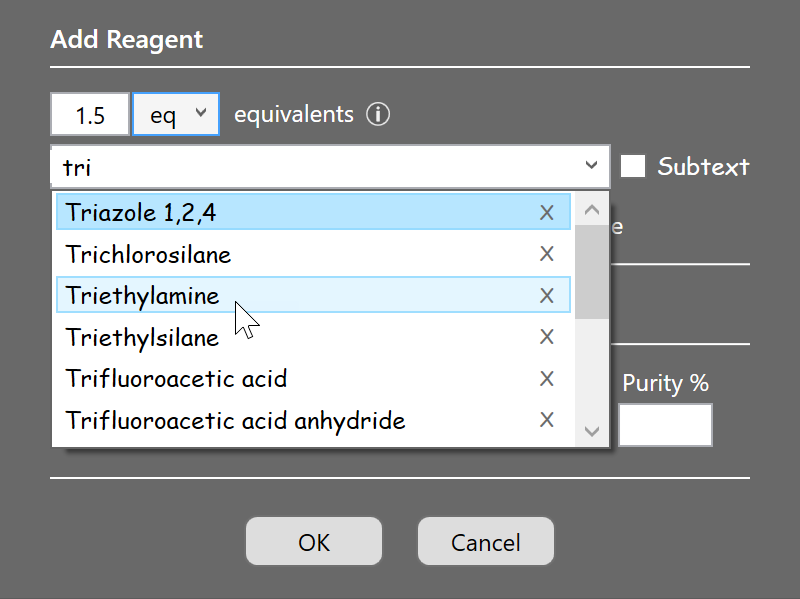 Add Reagent
1.5 eq equivalents
tri Subtext
Triazole 1,2,4 X
Trichlorosilane X
Triethylamine X
Triethylsilane X
Trifluoroacetic acid X
Trifluoroacetic acid anhydride X
Purity %
OK Cancel